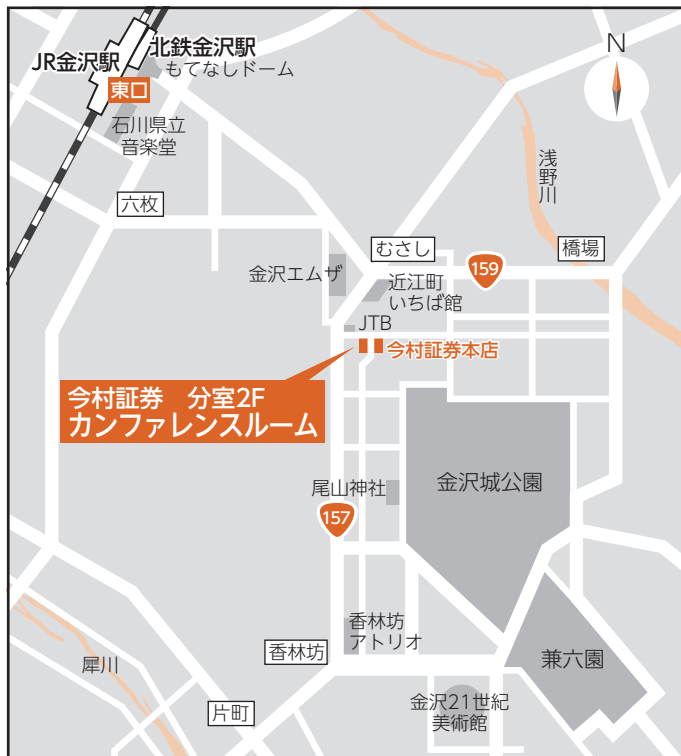 北鉄金沢駅
JR金沢駅
もてなしドーム
東口
石川県立
音楽堂
N
浅野川
六枚
むさし
橋場
金沢エムザ
近江町
いちば館
159
JTB
今村証券本店
今村証券　分室2F
カンファレンスルーム
尾山神社
金沢城公園
157
香林坊
アトリオ
香林坊
犀川
兼六園
金沢21世紀
美術館
片町